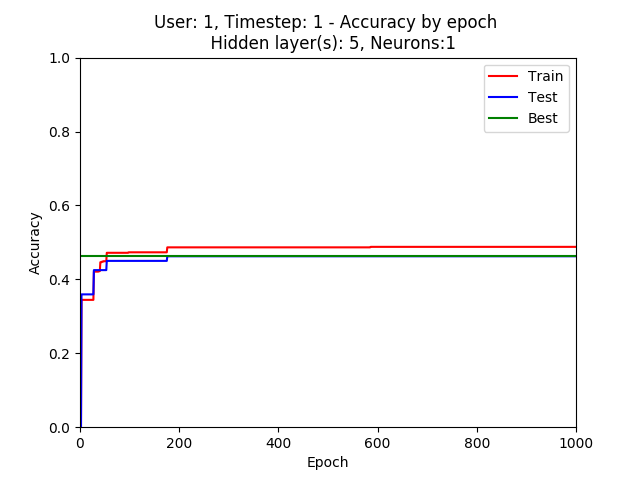 User: 1, Timestep: 1 - Accuracy by epoch
Hidden layer(s): 5, Neurons:1
Train
Test
Best
1.0
0.8
0.6
0.4
0.2
0.0
Accuracy
0
200
400
600
800
1000
Epoch